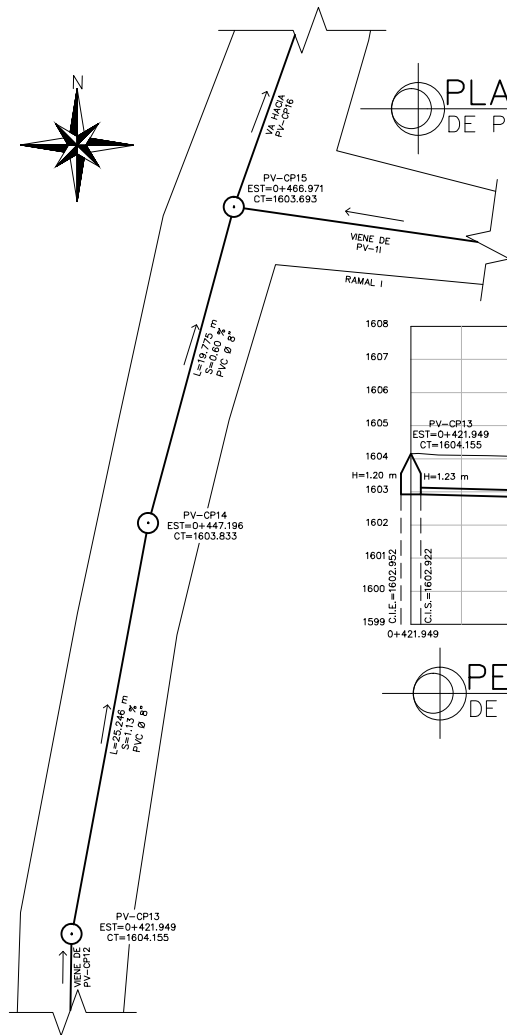 N
VA HACIA
PV-CP16
PLA
DE P
PV-CP15
EST=0+466.971
CT=1603.693
VIENE DE
PV-1I
RAMAL I
L=19.775 m
S=0.60 %
PVC Ø 8"
PV-CP14
EST=0+447.196
CT=1603.833
L=25.246 m
S=1.13 %
PVC Ø 8"
PV-CP13
EST=0+421.949
CT=1604.155
VIENE DE
PV-CP12
1608
1607
1606
1605
1604
1603
1602
1601
1600
1599
PV-CP13
EST=0+421.949
CT=1604.155
H=1.20 m
H=1.23 m
C.I.E.=1602.952
C.I.S.=1602.922
0+421.949
PE
DE